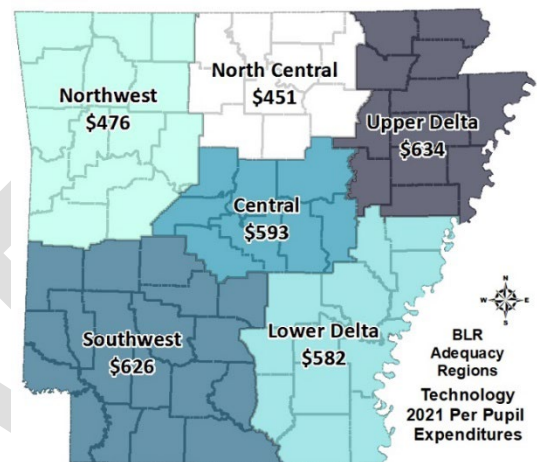 North Central
$451
Northwest
$476
Upper Delta
$634
Central
$593
Southwest
$626
Lower Delta
$582
N
W E
S
BLR
Adequacy
Regions
Technology
2021 Per Pupil
Expenditures